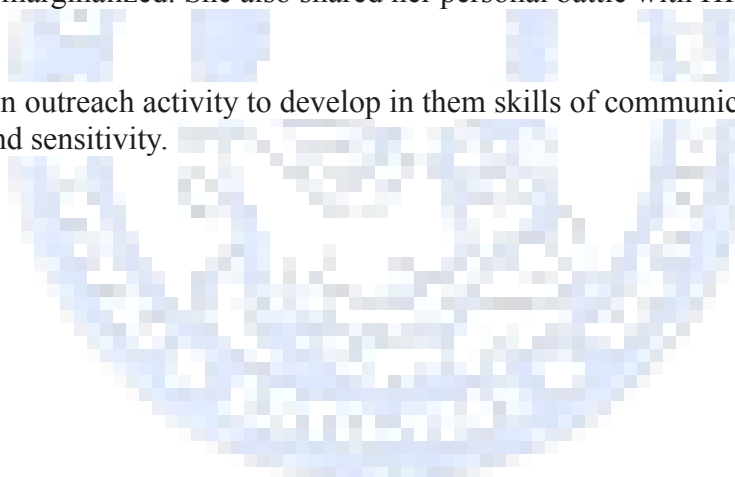 marginalized. She also shared her personal battle with
n outreach activity to develop in them skills of communic
nd sensitivity.